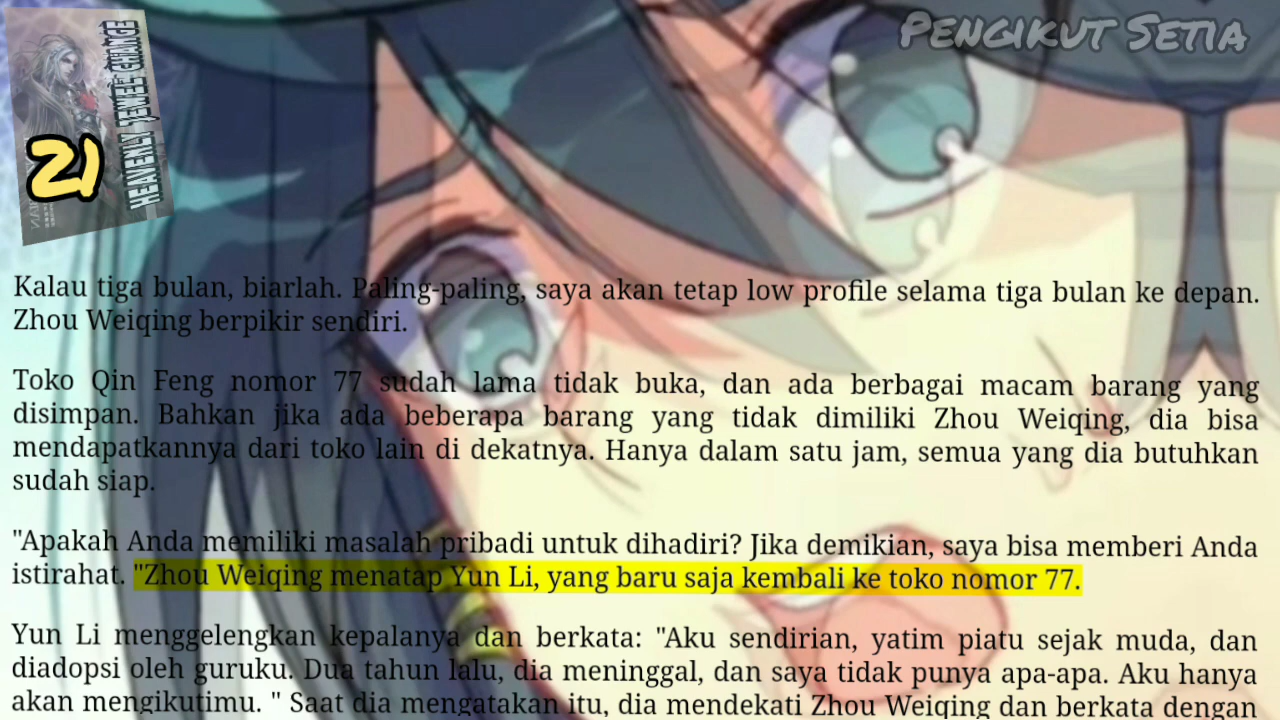 HEAVENLY JEWEL CHANGE
21
Pengikut Setia
Kalau tiga bulan, biarlah. Paling-paling, saya akan tetap low profile selama tiga bulan ke depan.
Zhou Weiqing berpikir sendiri.
Toko Qin Feng nomor 77 sudah lama tidak buka, dan ada berbagai macam barang yang
disimpan. Bahkan jika ada beberapa barang yang tidak dimiliki Zhou Weiqing, dia bisa
mendapatkannya dari toko lain di dekatnya. Hanya dalam satu jam, semua yang dia butuhkan
sudah siap.
"Apakah Anda memiliki masalah pribadi untuk dihadiri? Jika demikian, saya bisa memberi Anda
istirahat. "Zhou Weiqing menatap Yun Li, yang baru saja kembali ke toko nomor 77.
Yun Li menggelengkan kepalanya dan berkata: "Aku sendirian, yatim piatu sejak muda, dan
diadopsi oleh guruku. Dua tahun lalu, dia meninggal, dan saya tidak punya apa-apa. Aku hanya
akan mengikutimu. " Saat dia mengatakan itu, dia mendekati Zhou Weiqing dan berkata dengan